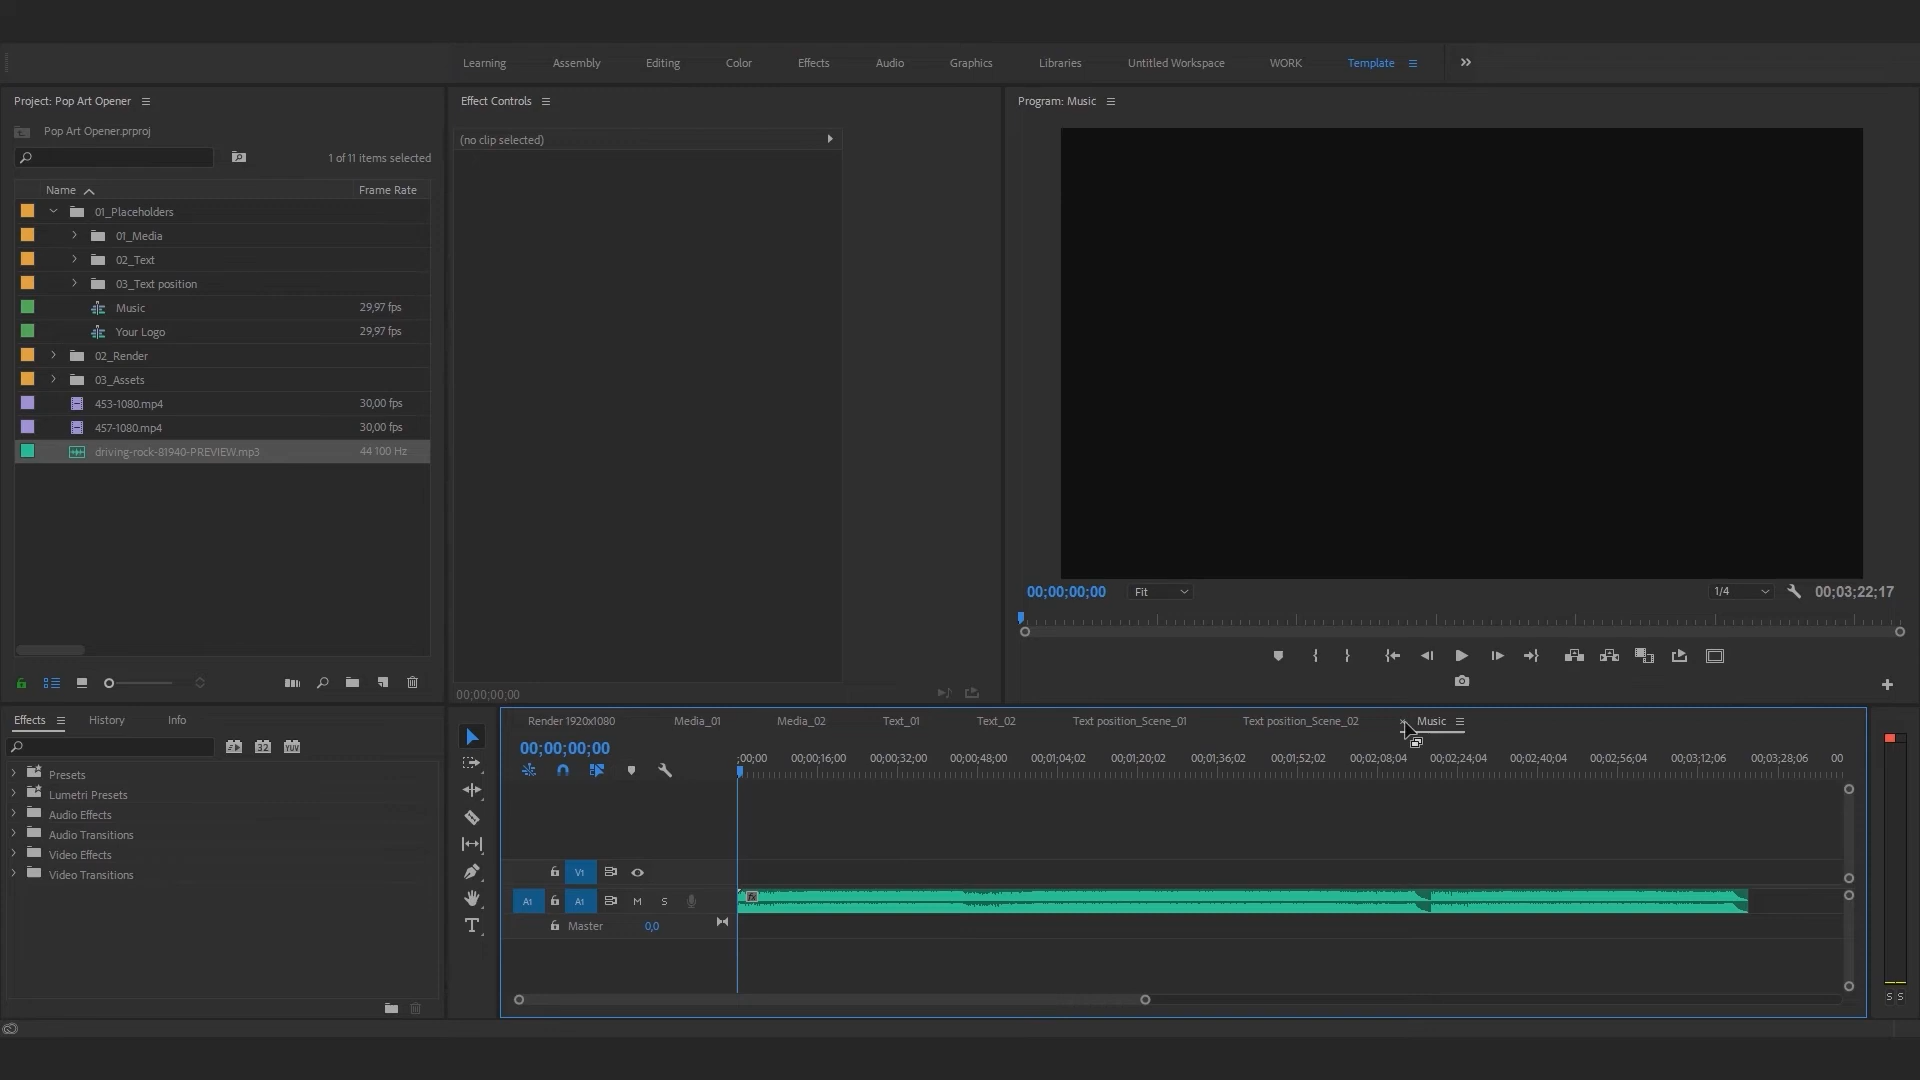 Learning Assembly Editing Color Effects Audio Graphics Libraries Untitled Workspace WORK Template
Project: Pop Art Opener
Pop Art Opener.prproj
1 of 11 items selected
Name Frame Rate
01_Placeholders
01_Media
02_Text
03_Text position
Music 29,97 fps
Your Logo 29,97 fps
02_Render
03_Assets
453-1080.mp4 30,00 fps
457-1080.mp4 30,00 fps
driving-rock-81940-PREVIEW.mp3 44 100 Hz
Effect Controls
(no clip selected)
00;00;00;00
Program: Music
00;00;00;00 Fit 1/4 00;03;22;17
Effects History Info
32 YUV
Presets
Lumetri Presets
Audio Effects
Audio Transitions
Video Effects
Video Transitions
Render 1920x1080 Media_01 Media_02 Text_01 Text_02 Text position_Scene_01 Text position_Scene_02 Music
00;00;00;00
;00;00 00;00;16;00 00;00;32;00 00;00;48;00 00;01;04;02 00;01;20;02 00;01;36;02 00;01;52;02 00;02;08;04 00;02;24;04 00;02;40;04 00;02;56;04 00;03;12;06 00;03;28;06 00
V1
A1 A1 M S
fx
Master 0,0
S S